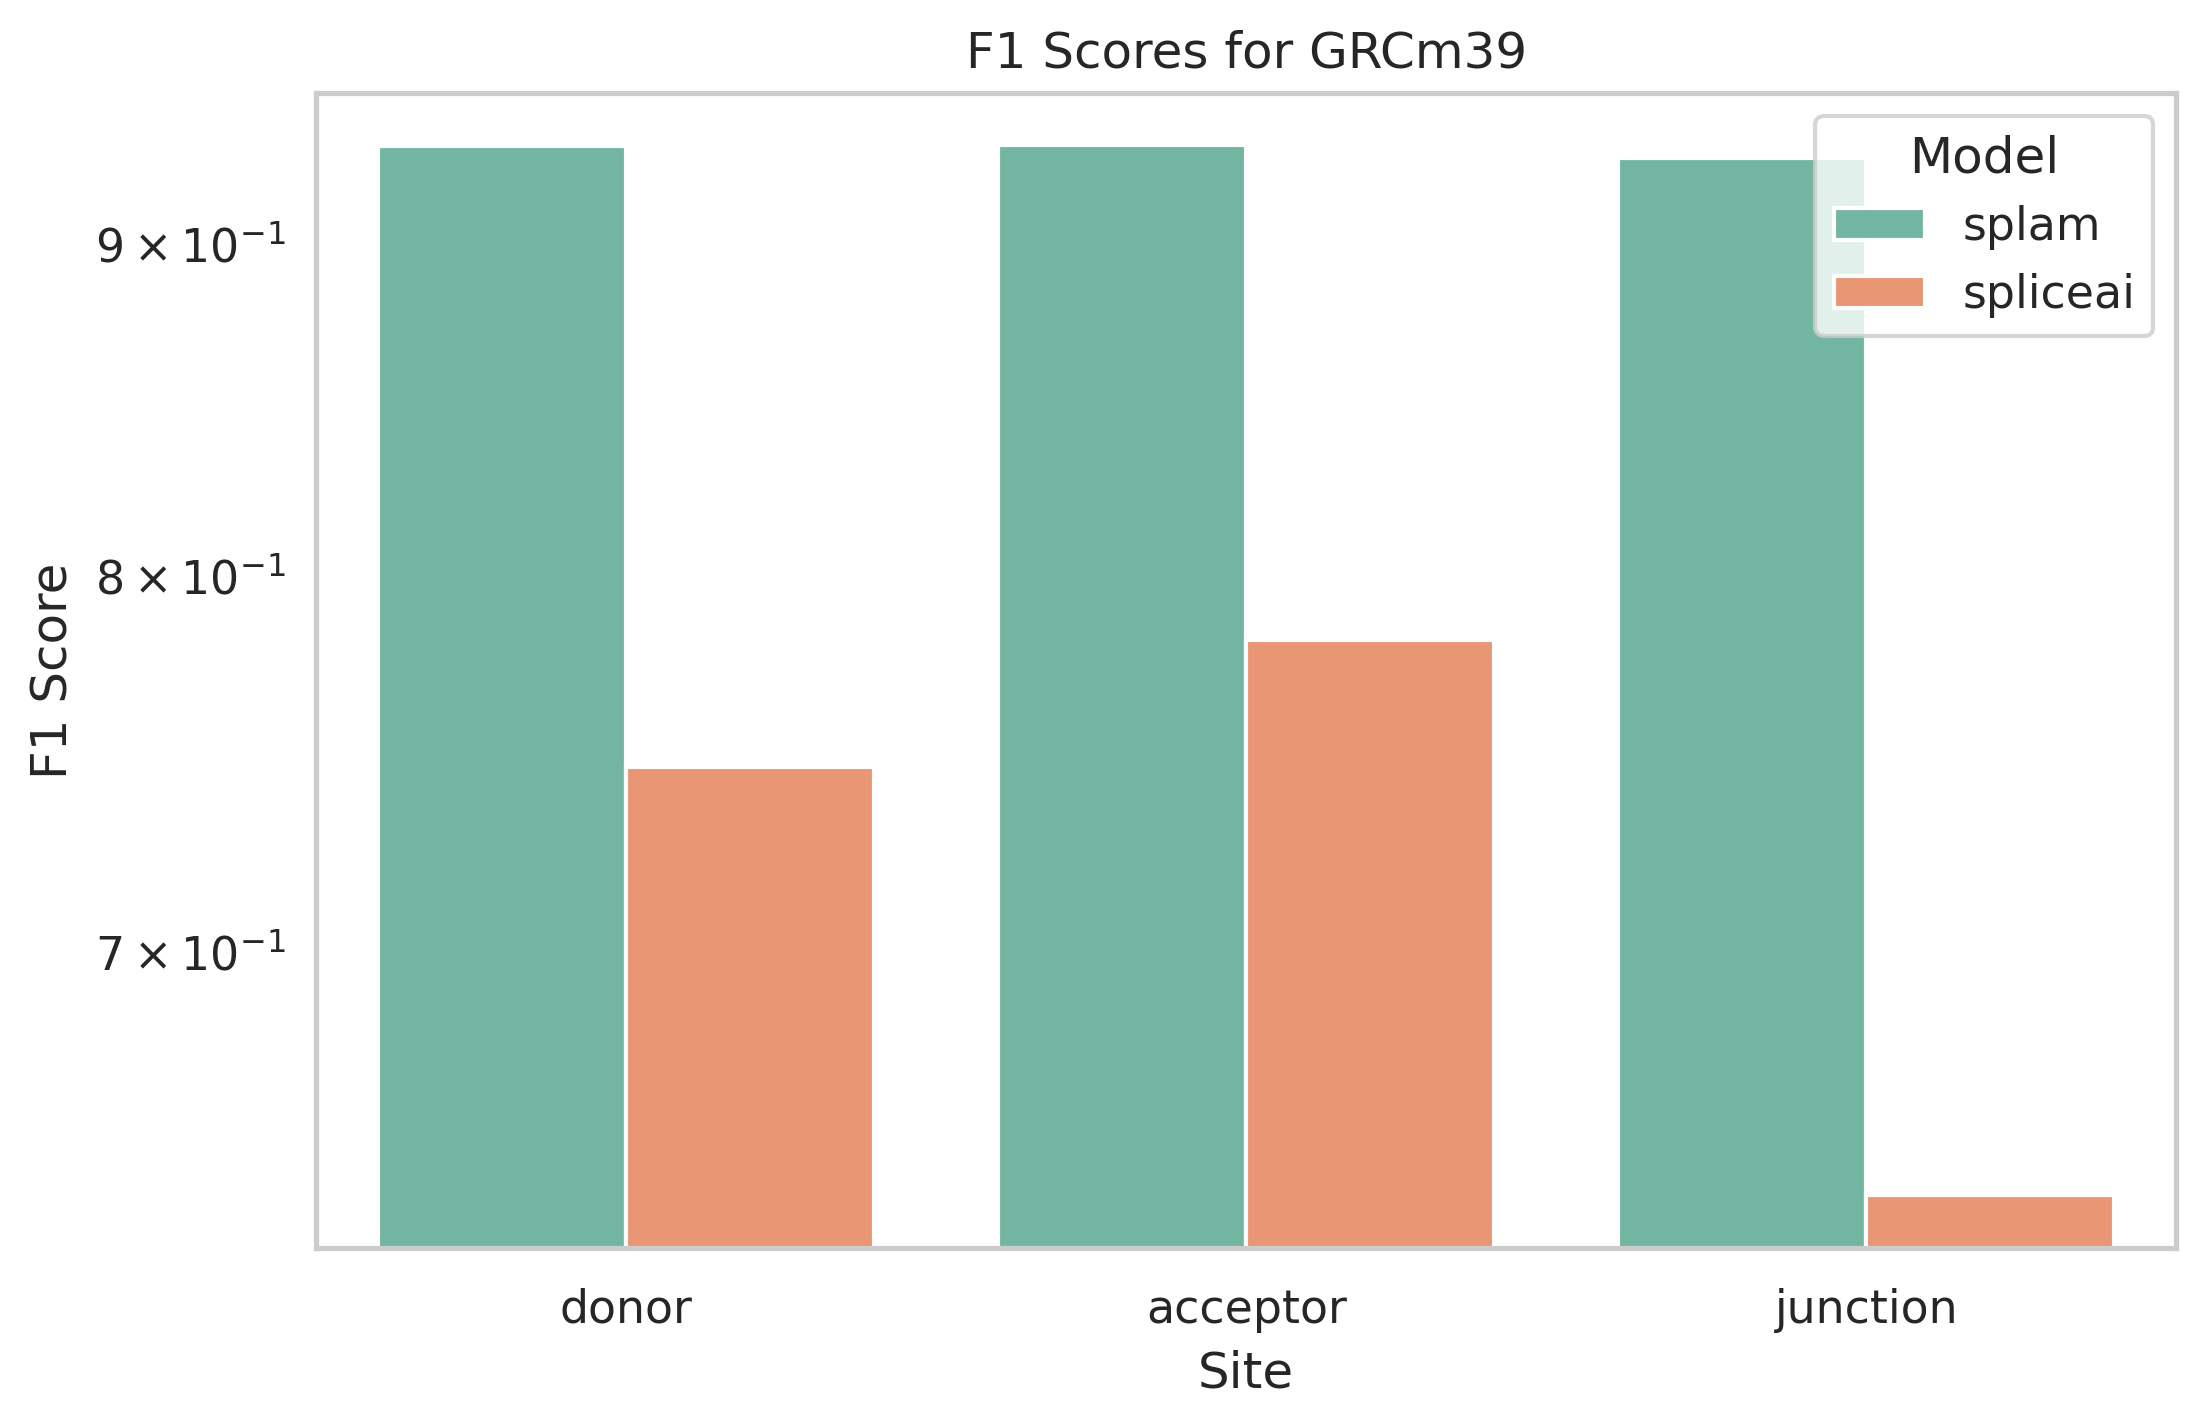 F1 Scores for GRCm39
Model
splam
spliceai
9 × 10⁻¹
8 × 10⁻¹
7 × 10⁻¹
F1 Score
donor
acceptor
junction
Site